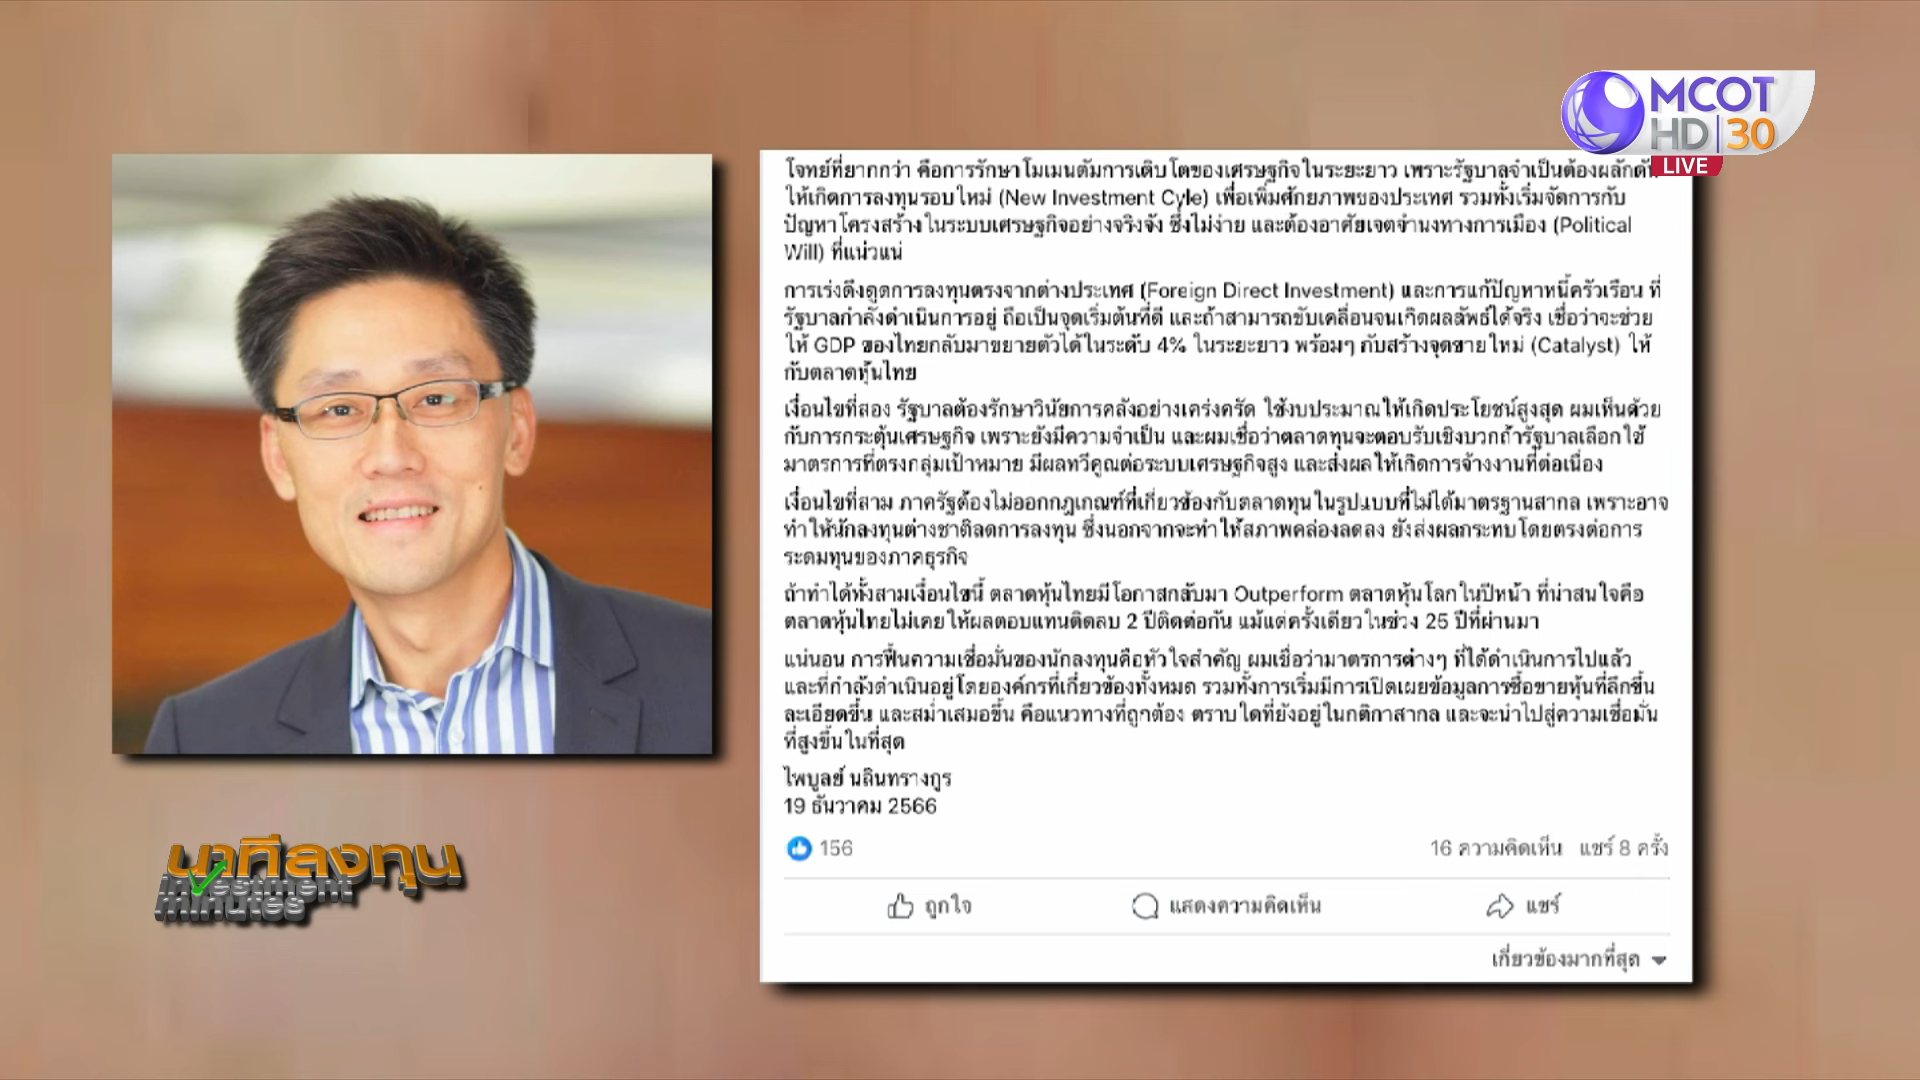 MCOT
HD 30
LIVE
โจทย์ที่ยากกว่า คือการรักษาโมเมนตัมการเติบโตของเศรษฐกิจในระยะยาว เพราะรัฐบาลจำเป็นต้องผลักดัน
ให้เกิดการลงทุนรอบใหม่ (New Investment Cyle) เพื่อเพิ่มศักยภาพของประเทศ รวมทั้งเริ่มจัดการกับ
ปัญหาโครงสร้างในระบบเศรษฐกิจอย่างจริงจัง ซึ่งไม่ง่าย และต้องอาศัยเจตจำนงทางการเมือง (Political
Will) ที่แน่วแน่
การเร่งดึงดูดการลงทุนตรงจากต่างประเทศ (Foreign Direct Investment) และการแก้ปัญหาหนี้ครัวเรือน ที่
รัฐบาลกำลังดำเนินการอยู่ ถือเป็นจุดเริ่มต้นที่ดี และถ้าสามารถขับเคลื่อนจนเกิดผลลัพธ์ได้จริง เชื่อว่าจะช่วย
ให้ GDP ของไทยกลับมาขยายตัวได้ในระดับ 4% ในระยะยาว พร้อมๆ กับสร้างจุดขายใหม่ (Catalyst) ให้
กับตลาดหุ้นไทย
เงื่อนไขที่สอง รัฐบาลต้องรักษาวินัยการคลังอย่างเคร่งครัด ใช้งบประมาณให้เกิดประโยชน์สูงสุด ผมเห็นด้วย
กับการกระตุ้นเศรษฐกิจ เพราะยังมีความจำเป็น และผมเชื่อว่าตลาดทุนจะตอบรับเชิงบวกถ้ารัฐบาลเลือกใช้
มาตรการที่ตรงกลุ่มเป้าหมาย มีผลทวีคูณต่อระบบเศรษฐกิจสูง และส่งผลให้เกิดการจ้างงานที่ต่อเนื่อง
เงื่อนไขที่สาม ภาครัฐต้องไม่ออกกฎเกณฑ์ที่เกี่ยวข้องกับตลาดทุนในรูปแบบที่ไม่ได้มาตรฐานสากล เพราะอาจ
ทำให้นักลงทุนต่างชาติลดการลงทุน ซึ่งนอกจากจะทำให้สภาพคล่องลดลง ยังส่งผลกระทบโดยตรงต่อการ
ระดมทุนของภาคธุรกิจ
ถ้าทำได้ทั้งสามเงื่อนไขนี้ ตลาดหุ้นไทยมีโอกาสกลับมา Outperform ตลาดหุ้นโลกในปีหน้า ที่น่าสนใจคือ
ตลาดหุ้นไทยไม่เคยให้ผลตอบแทนติดลบ 2 ปีติดต่อกัน แม้แต่ครั้งเดียวในช่วง 25 ปีที่ผ่านมา
แน่นอน การฟื้นความเชื่อมั่นของนักลงทุนคือหัวใจสำคัญ ผมเชื่อว่ามาตรการต่างๆ ที่ได้ดำเนินการไปแล้ว
และที่กำลังดำเนินอยู่โดยองค์กรที่เกี่ยวข้องทั้งหมด รวมทั้งการเริ่มมีการเปิดเผยข้อมูลการซื้อขายหุ้นที่ลึกขึ้น
ละเอียดขึ้น และสม่ำเสมอขึ้น คือแนวทางที่ถูกต้อง ตราบใดที่ยังอยู่ในกติกาสากล และจะนำไปสู่ความเชื่อมั่น
ที่สูงขึ้นในที่สุด
ไพบูลย์ นลินทรางกูร
19 ธันวาคม 2566
156
16 ความคิดเห็น แชร์ 8 ครั้ง
ถูกใจ
แสดงความคิดเห็น
แชร์
เกี่ยวข้องมากที่สุด
นาทีลงทุน
investment
minutes